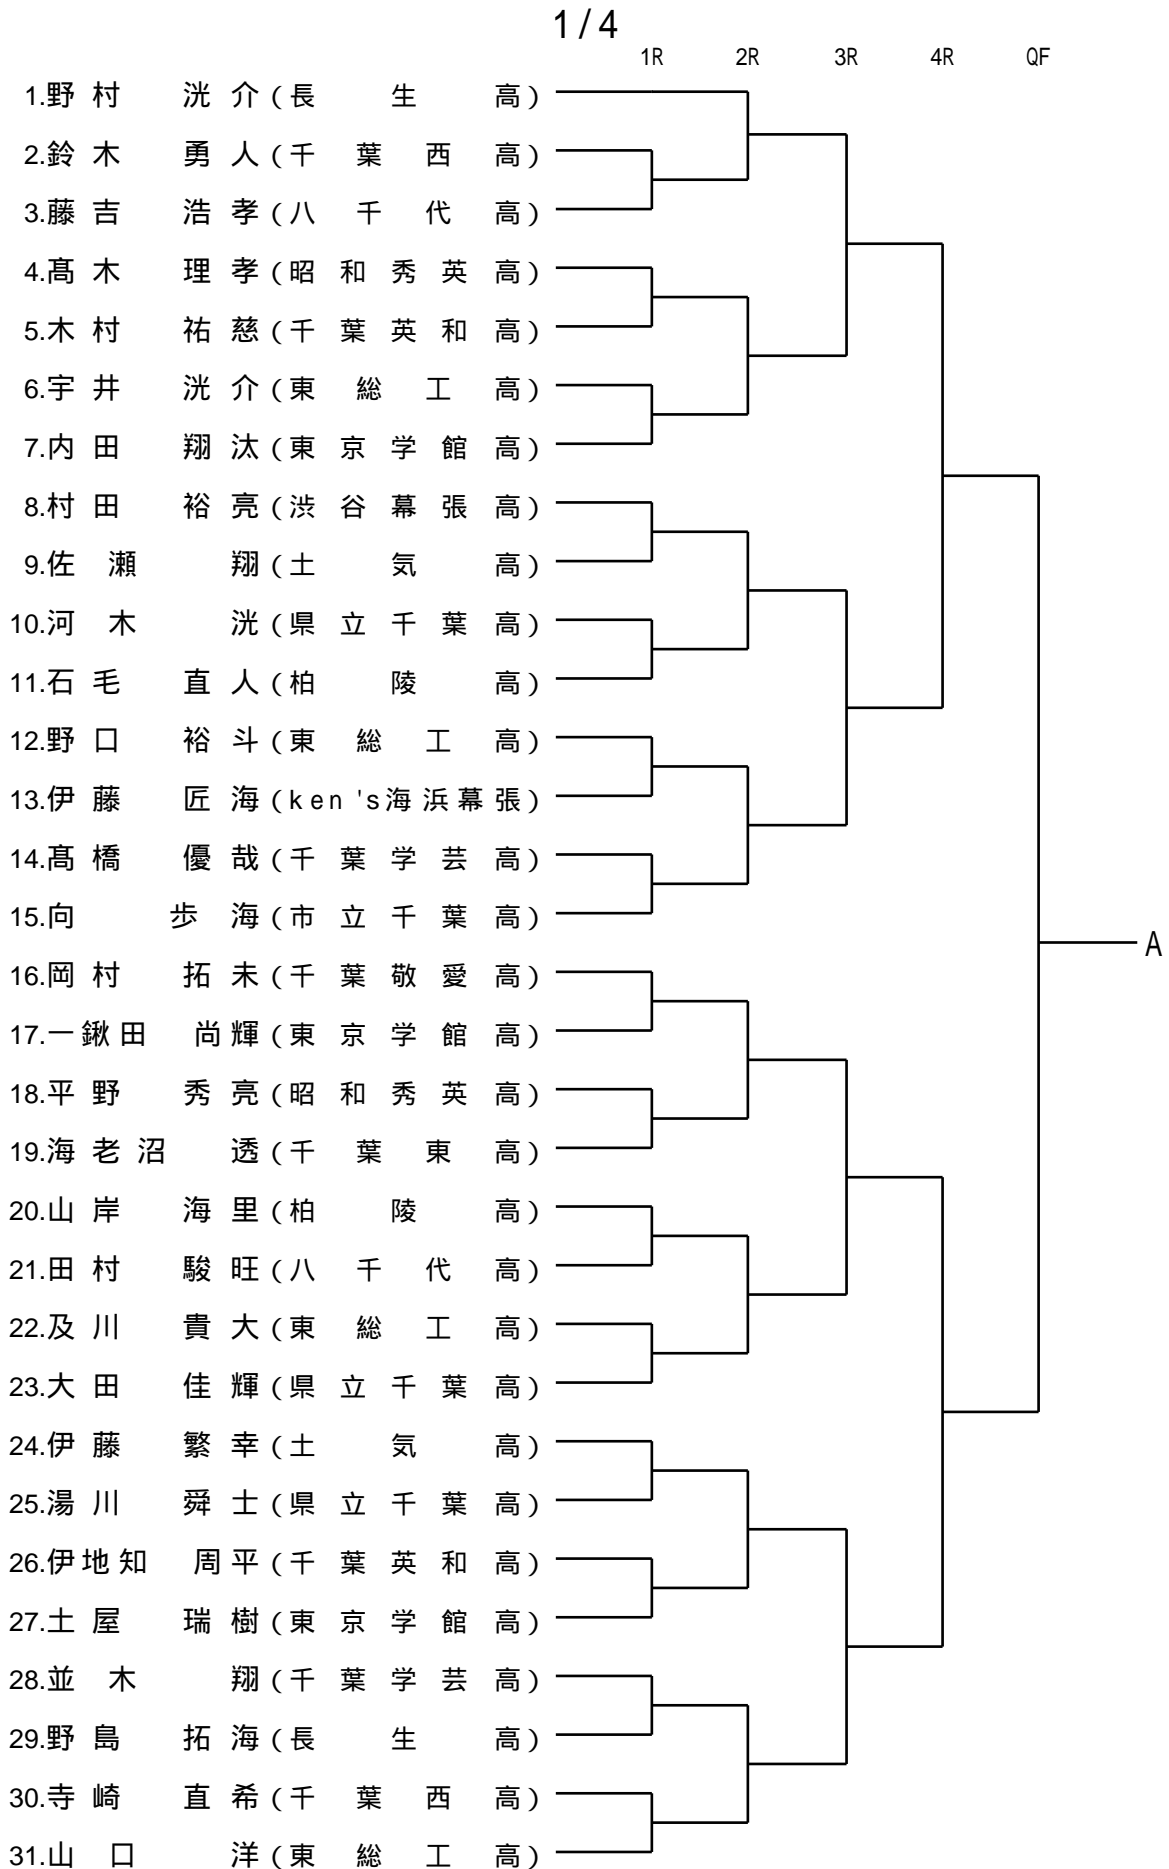 1/4
1R 2R 3R 4R QF
1.野村 洸介(長生高)
2.鈴木 勇人(千葉西高)
3.藤吉 浩孝(八千代高)
4.髙木 理孝(昭和秀英高)
5.木村 祐慈(千葉英和高)
6.宇井 洸介(東総工高)
7.内田 翔汰(東京学館高)
8.村田 裕亮(渋谷幕張高)
9.佐瀬 翔(土気高)
10.河木 洸(県立千葉高)
11.石毛 直人(柏陵高)
12.野口 裕斗(東総工高)
13.伊藤 匠海(ken's海浜幕張)
14.髙橋 優哉(千葉学芸高)
15.向 歩海(市立千葉高)
A
16.岡村 拓未(千葉敬愛高)
17.一鍬田 尚輝(東京学館高)
18.平野 秀亮(昭和秀英高)
19.海老沼 透(千葉東高)
20.山岸 海里(柏陵高)
21.田村 駿旺(八千代高)
22.及川 貴大(東総工高)
23.大田 佳輝(県立千葉高)
24.伊藤 繁幸(土気高)
25.湯川 舜士(県立千葉高)
26.伊地知 周平(千葉英和高)
27.土屋 瑞樹(東京学館高)
28.並木 翔(千葉学芸高)
29.野島 拓海(長生高)
30.寺崎 直希(千葉西高)
31.山口 洋(東総工高)